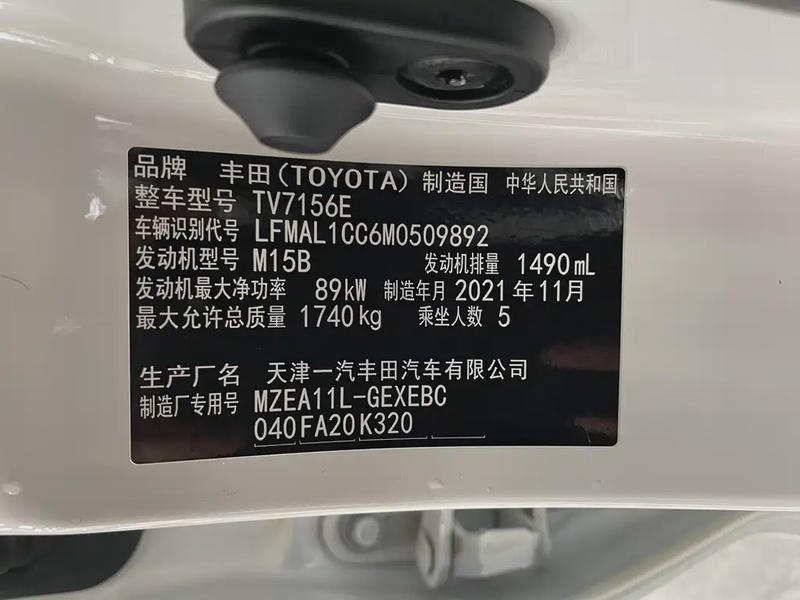 品牌 丰田(TOYOTA) 制造国 中华人民共和国
整车型号 TV7156E
车辆识别代号 LFMAL1CC6M0509892
发动机型号 M15B 发动机排量 1490mL
发动机最大净功率 89kW 制造年月 2021年11月
最大允许总质量 1740kg 乘坐人数 5
生产厂名 天津一汽丰田汽车有限公司
制造厂专用号 MZEA11L-GEXEBC
040 FA20 K320